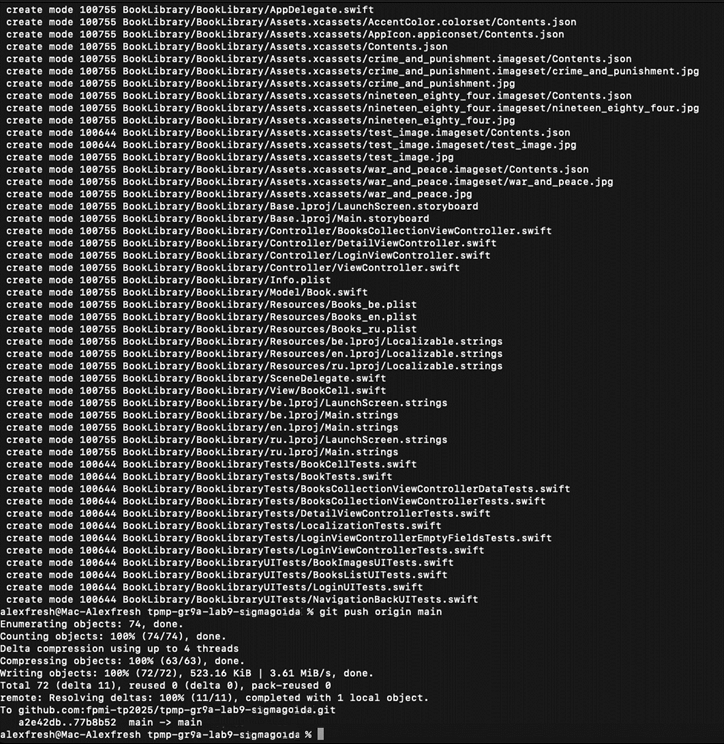 create mode 100755 BookLibrary/BookLibrary/AppDelegate.swift
create mode 100755 BookLibrary/BookLibrary/Assets.xcassets/AccentColor.colorset/Contents.json
create mode 100755 BookLibrary/BookLibrary/Assets.xcassets/AppIcon.appiconset/Contents.json
create mode 100755 BookLibrary/BookLibrary/Assets.xcassets/Contents.json
create mode 100755 BookLibrary/BookLibrary/Assets.xcassets/crime_and_punishment.imageset/Contents.json
create mode 100755 BookLibrary/BookLibrary/Assets.xcassets/crime_and_punishment.imageset/crime_and_punishment.jpg
create mode 100755 BookLibrary/BookLibrary/Assets.xcassets/crime_and_punishment.jpg
create mode 100755 BookLibrary/BookLibrary/Assets.xcassets/nineteen_eighty_four.imageset/Contents.json
create mode 100755 BookLibrary/BookLibrary/Assets.xcassets/nineteen_eighty_four.imageset/nineteen_eighty_four.jpg
create mode 100755 BookLibrary/BookLibrary/Assets.xcassets/nineteen_eighty_four.jpg
create mode 100644 BookLibrary/BookLibrary/Assets.xcassets/test_image.imageset/Contents.json
create mode 100644 BookLibrary/BookLibrary/Assets.xcassets/test_image.imageset/test_image.jpg
create mode 100755 BookLibrary/BookLibrary/Assets.xcassets/test_image.jpg
create mode 100755 BookLibrary/BookLibrary/Assets.xcassets/war_and_peace.imageset/Contents.json
create mode 100755 BookLibrary/BookLibrary/Assets.xcassets/war_and_peace.imageset/war_and_peace.jpg
create mode 100755 BookLibrary/BookLibrary/Assets.xcassets/war_and_peace.jpg
create mode 100755 BookLibrary/BookLibrary/Base.lproj/LaunchScreen.storyboard
create mode 100755 BookLibrary/BookLibrary/Base.lproj/Main.storyboard
create mode 100755 BookLibrary/BookLibrary/Controller/BooksCollectionViewController.swift
create mode 100755 BookLibrary/BookLibrary/Controller/DetailViewController.swift
create mode 100755 BookLibrary/BookLibrary/Controller/LoginViewController.swift
create mode 100755 BookLibrary/BookLibrary/Controller/ViewController.swift
create mode 100755 BookLibrary/BookLibrary/Info.plist
create mode 100755 BookLibrary/BookLibrary/Model/Book.swift
create mode 100755 BookLibrary/BookLibrary/Resources/Books_be.plist
create mode 100755 BookLibrary/BookLibrary/Resources/Books_en.plist
create mode 100755 BookLibrary/BookLibrary/Resources/Books_ru.plist
create mode 100755 BookLibrary/BookLibrary/Resources/be.lproj/Localizable.strings
create mode 100755 BookLibrary/BookLibrary/Resources/en.lproj/Localizable.strings
create mode 100755 BookLibrary/BookLibrary/Resources/ru.lproj/Localizable.strings
create mode 100755 BookLibrary/BookLibrary/SceneDelegate.swift
create mode 100755 BookLibrary/BookLibrary/View/BookCell.swift
create mode 100755 BookLibrary/BookLibrary/be.lproj/LaunchScreen.strings
create mode 100755 BookLibrary/BookLibrary/be.lproj/Main.strings
create mode 100755 BookLibrary/BookLibrary/en.lproj/Main.strings
create mode 100755 BookLibrary/BookLibrary/ru.lproj/LaunchScreen.strings
create mode 100755 BookLibrary/BookLibrary/ru.lproj/Main.strings
create mode 100644 BookLibrary/BookLibraryTests/BookCellTests.swift
create mode 100644 BookLibrary/BookLibraryTests/BookTests.swift
create mode 100644 BookLibrary/BookLibraryTests/BooksCollectionViewControllerDataTests.swift
create mode 100644 BookLibrary/BookLibraryTests/BooksCollectionViewControllerTests.swift
create mode 100644 BookLibrary/BookLibraryTests/DetailViewControllerTests.swift
create mode 100644 BookLibrary/BookLibraryTests/LocalizationTests.swift
create mode 100644 BookLibrary/BookLibraryTests/LoginViewControllerEmptyFieldsTests.swift
create mode 100644 BookLibrary/BookLibraryTests/LoginViewControllerTests.swift
create mode 100644 BookLibrary/BookLibraryUITests/BookImagesUITests.swift
create mode 100644 BookLibrary/BookLibraryUITests/BooksListUITests.swift
create mode 100644 BookLibrary/BookLibraryUITests/LoginUITests.swift
create mode 100644 BookLibrary/BookLibraryUITests/NavigationBackUITests.swift
alexfresh@Mac-Alexfresh tpmp-gr9a-lab9-sigmagoida % git push origin main
Enumerating objects: 74, done.
Counting objects: 100% (74/74), done.
Delta compression using up to 4 threads
Compressing objects: 100% (63/63), done.
Writing objects: 100% (72/72), 523.16 KiB | 3.61 MiB/s, done.
Total 72 (delta 11), reused 0 (delta 0), pack-reused 0
remote: Resolving deltas: 100% (11/11), completed with 1 local object.
To github.com:fpmi-tp2025/tpmp-gr9a-lab9-sigmagoida.git
a2e42db..77b8b52  main -> main
alexfresh@Mac-Alexfresh tpmp-gr9a-lab9-sigmagoida %